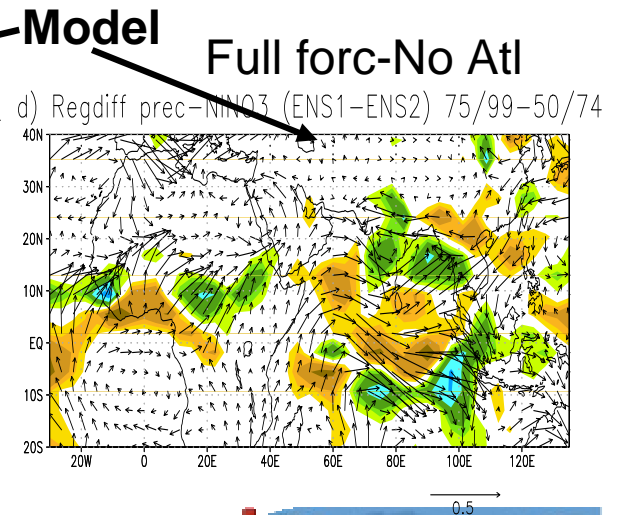 Model
Full forc-No Atl
d) Regdiff prec-NINO3 (ENS1-ENS2) 75/99-50/74
40N
30N
20N
10N
EQ
10S
20S
20W 0 20E 40E 60E 80E 100E 120E
0.5